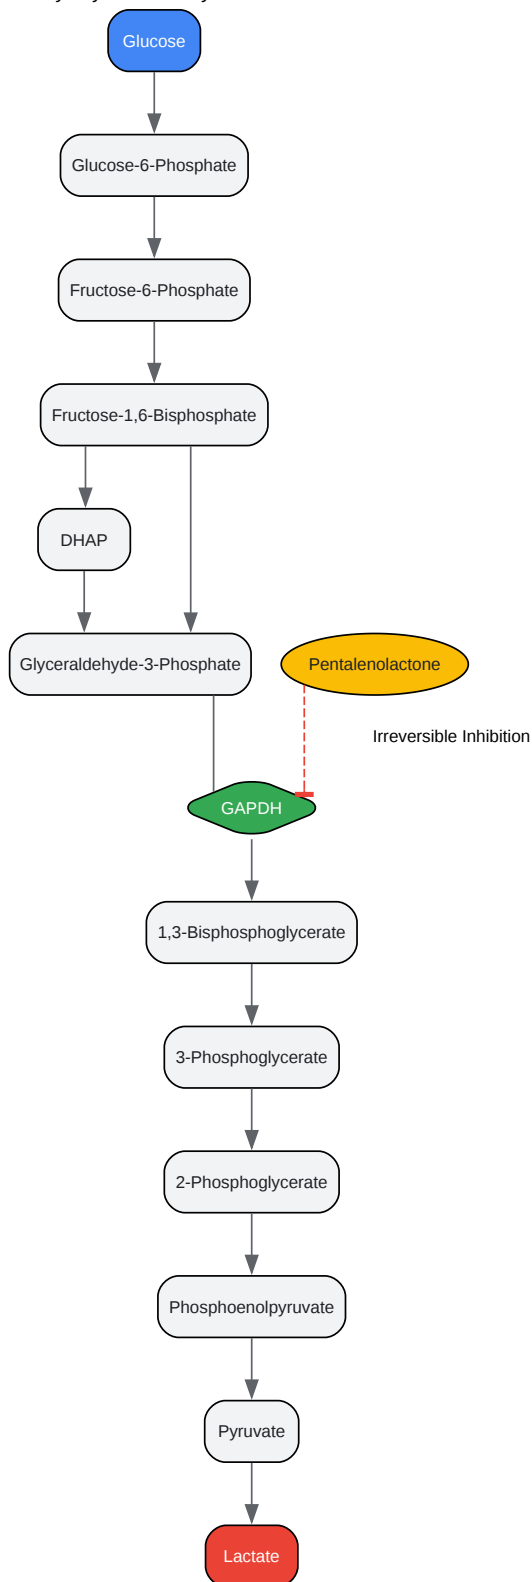 Glucose
Glucose-6-Phosphate
Fructose-6-Phosphate
Fructose-1,6-Bisphosphate
DHAP
Glyceraldehyde-3-Phosphate
Pentalenolactone
Irreversible Inhibition
GAPDH
1,3-Bisphosphoglycerate
3-Phosphoglycerate
2-Phosphoglycerate
Phosphoenolpyruvate
Pyruvate
Lactate